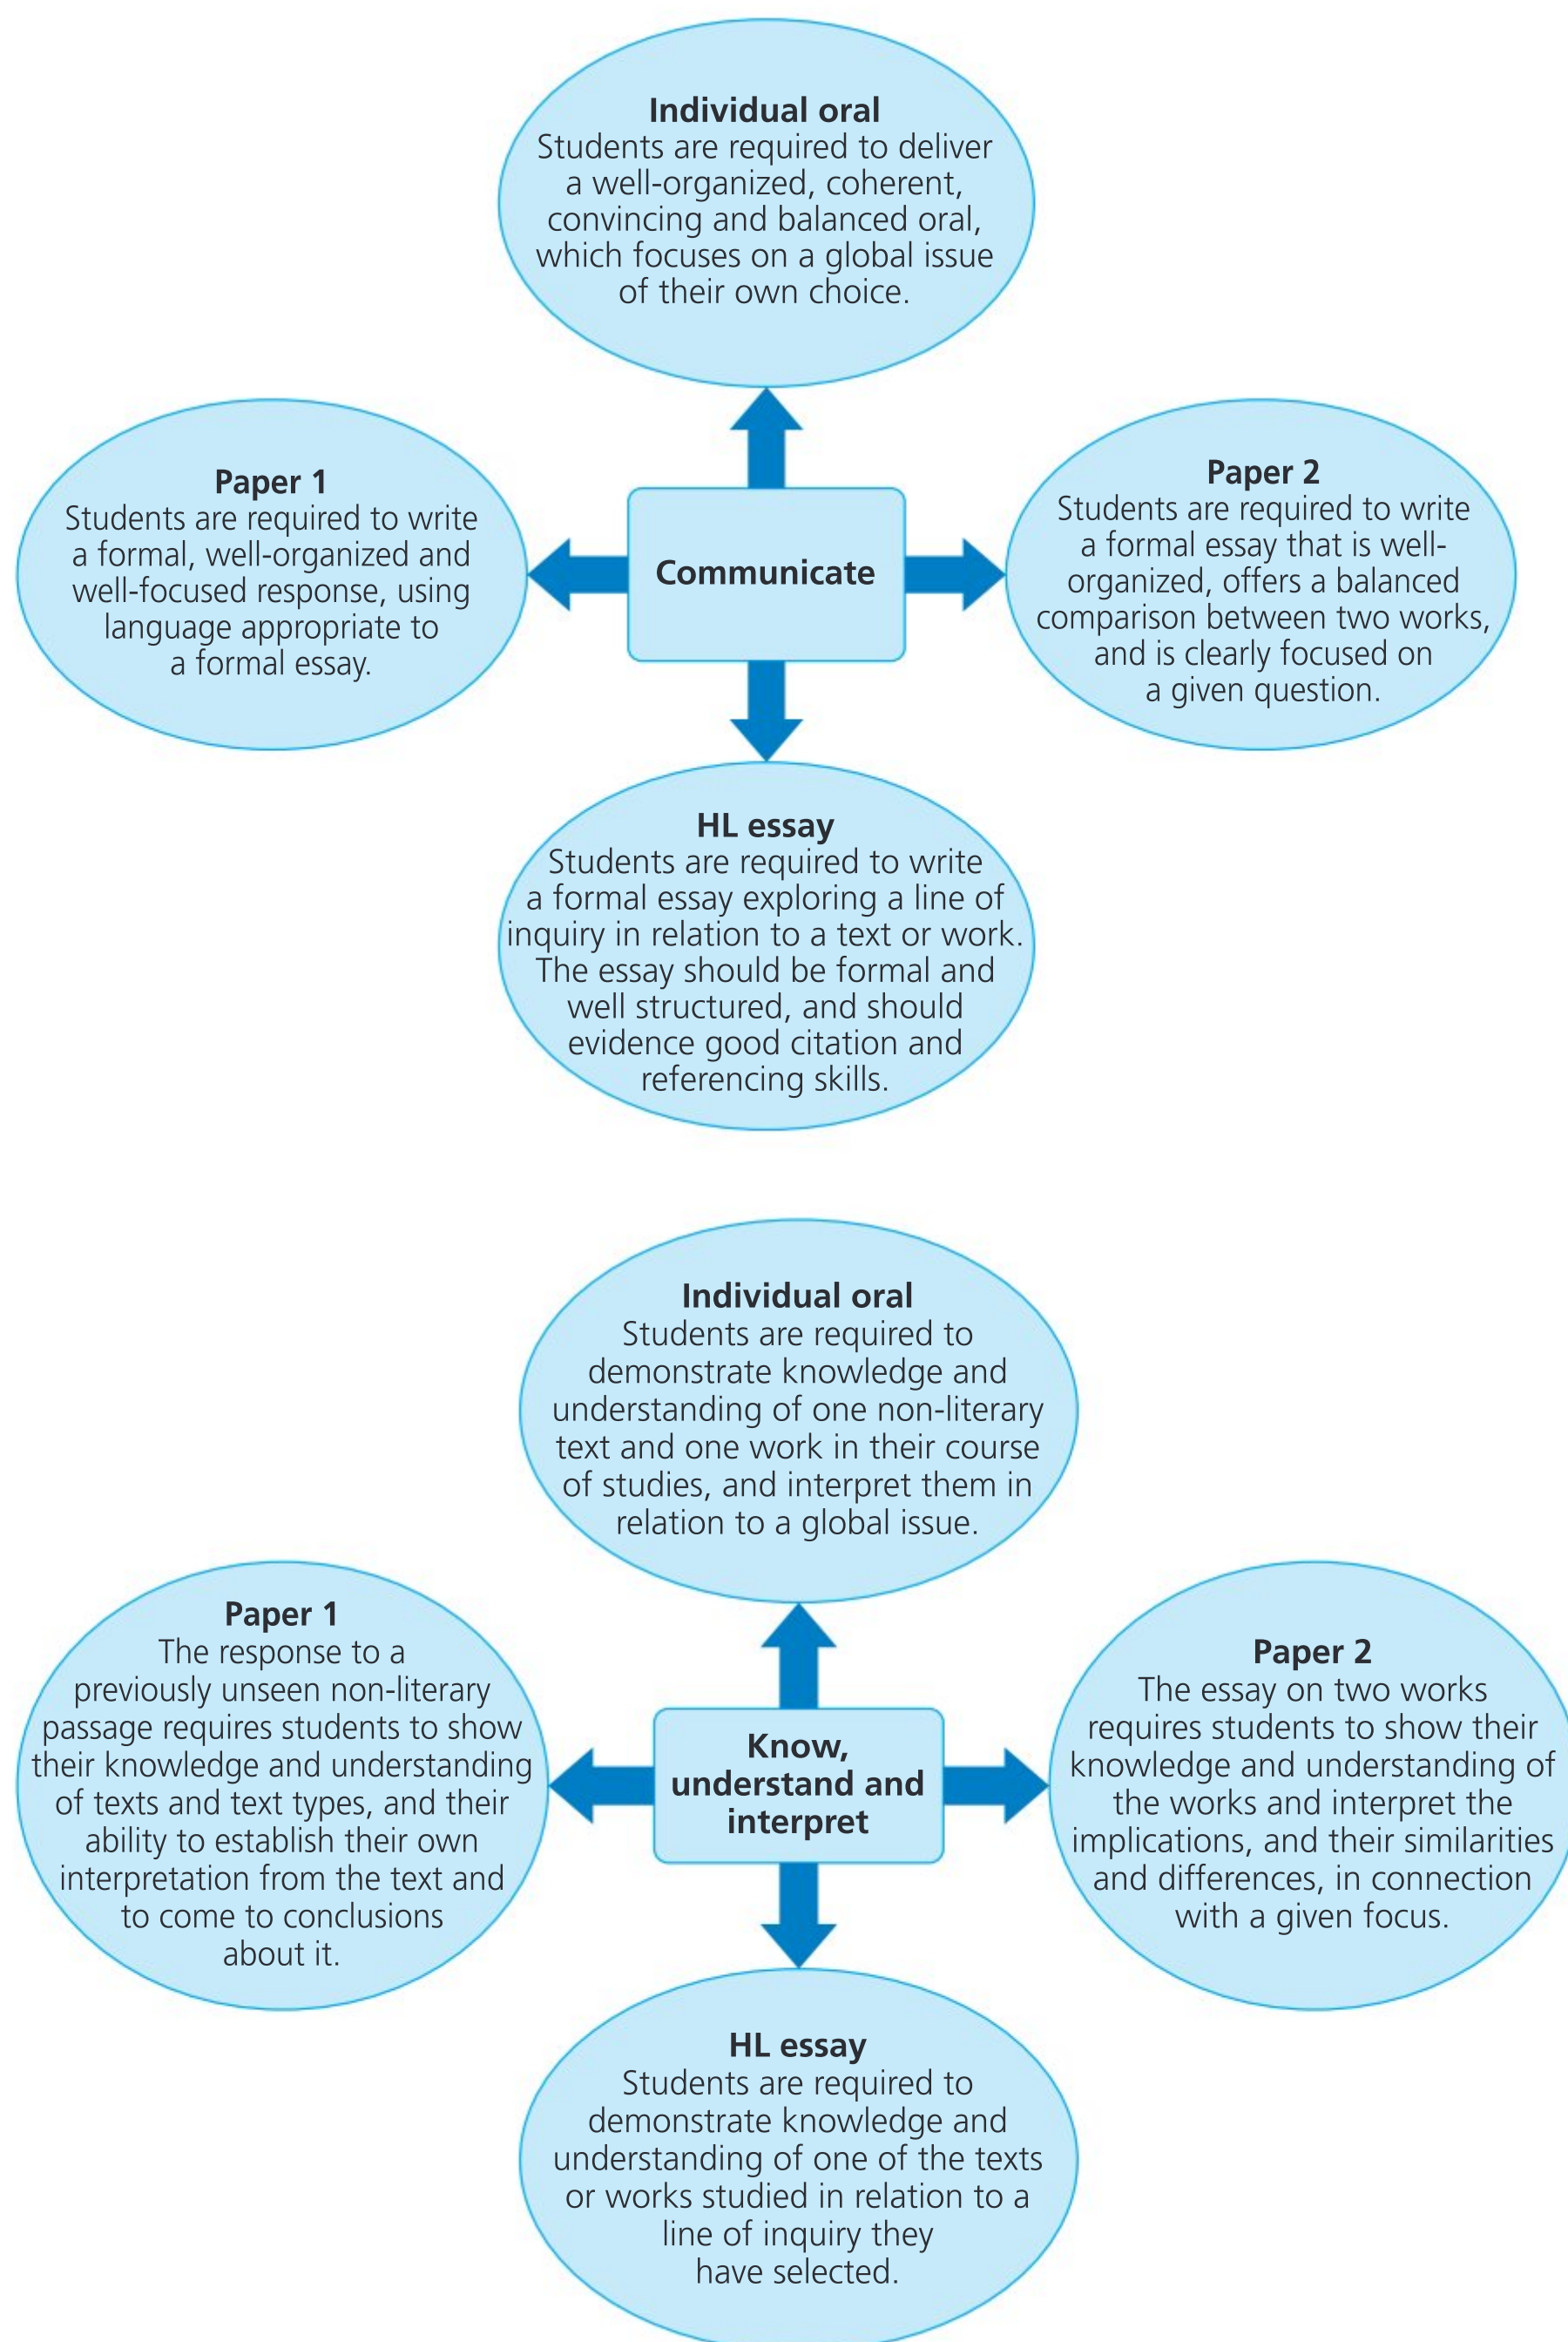 Individual oral
Students are required to deliver
a well-organized, coherent,
convincing and balanced oral,
which focuses on a global issue
of their own choice.
Paper 1
Students are required to write
a formal, well-organized and
well-focused response, using
language appropriate to
a formal essay.
Communicate
Paper 2
Students are required to write
a formal essay that is well-
organized, offers a balanced
comparison between two works,
and is clearly focused on
a given question.
HL essay
Students are required to write
a formal essay exploring a line of
inquiry in relation to a text or work.
The essay should be formal and
well structured, and should
evidence good citation and
referencing skills.
Individual oral
Students are required to
demonstrate knowledge and
understanding of one non-literary
text and one work in their course
of studies, and interpret them in
relation to a global issue.
Paper 1
The response to a
previously unseen non-literary
passage requires students to show
their knowledge and understanding
of texts and text types, and their
ability to establish their own
interpretation from the text and
to come to conclusions
about it.
Know,
understand and
interpret
Paper 2
The essay on two works
requires students to show their
knowledge and understanding of
the works and interpret the
implications, and their similarities
and differences, in connection
with a given focus.
HL essay
Students are required to
demonstrate knowledge and
understanding of one of the texts
or works studied in relation to a
line of inquiry they
have selected.